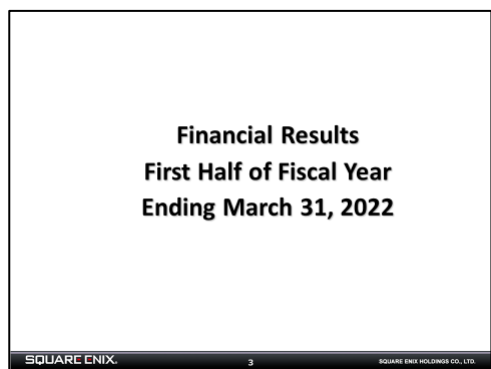 Financial Results
First Half of Fiscal Year
Ending March 31, 2022
SQUARE ENIX.
3
SQUARE ENIX HOLDINGS CO., LTD.